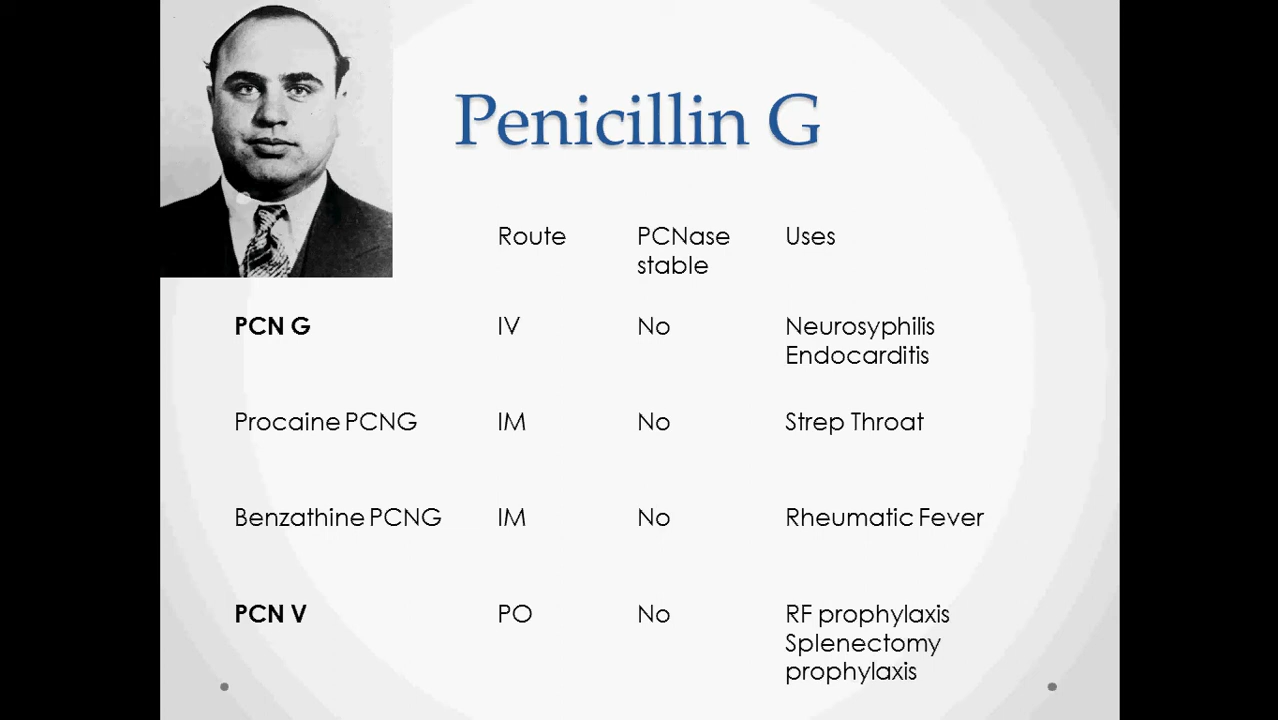 Penicillin G
Route PCNase Uses
stable
PCN G IV No Neurosyphilis
Endocarditis
Procaine PCNG IM No Strep Throat
Benzathine PCNG IM No Rheumatic Fever
PCN V PO No RF prophylaxis
Splenectomy
prophylaxis